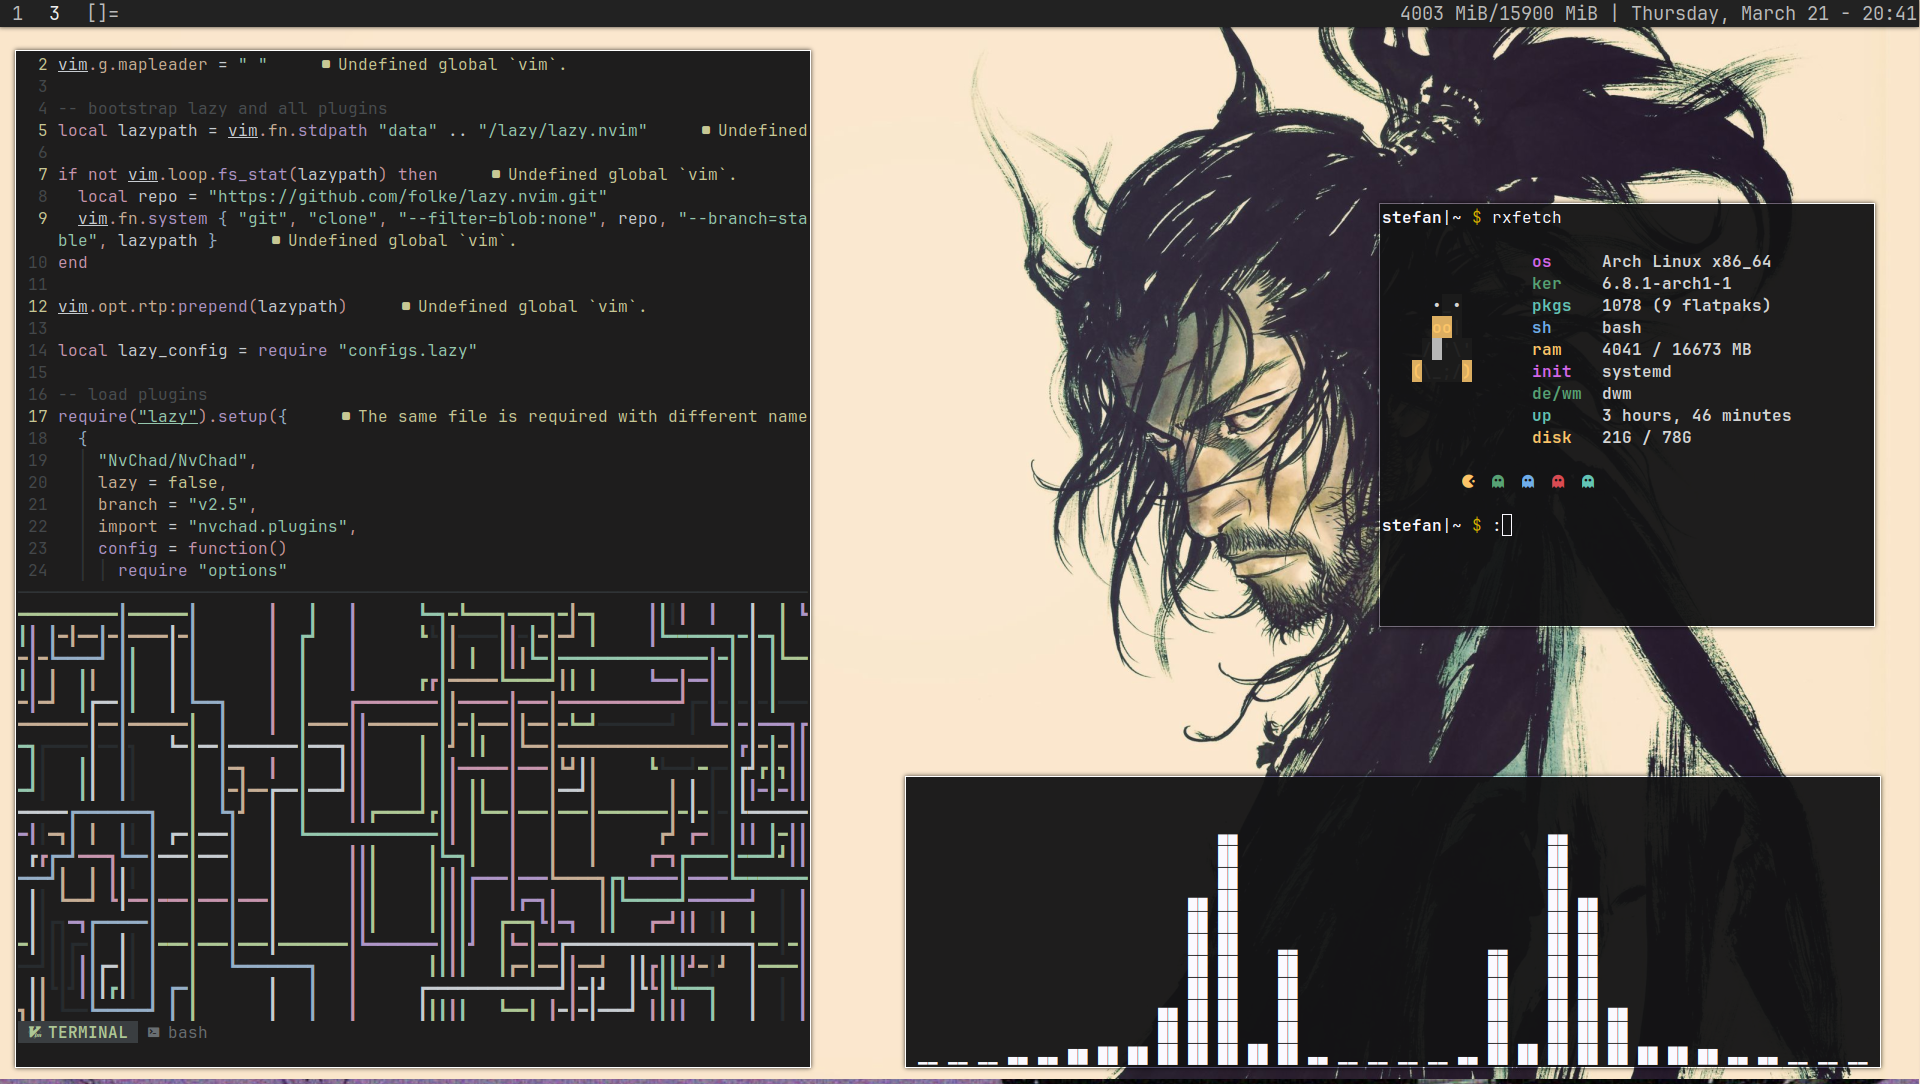 1 3 []= 4003 MiB/15900 MiB | Thursday, March 21 - 20:41
2 vim.g.mapleader = " " ■ Undefined global `vim`.
3
4 -- bootstrap lazy and all plugins
5 local lazypath = vim.fn.stdpath "data" .. "/lazy/lazy.nvim" ■ Undefined
6
7 if not vim.loop.fs_stat(lazypath) then ■ Undefined global `vim`.
8 local repo = "https://github.com/folke/lazy.nvim.git"
9 vim.fn.system { "git", "clone", "--filter=blob:none", repo, "--branch=sta
ble", lazypath } ■ Undefined global `vim`.
10 end
11
12 vim.opt.rtp:prepend(lazypath) ■ Undefined global `vim`.
13
14 local lazy_config = require "configs.lazy"
15
16 -- load plugins
17 require("lazy").setup({ ■ The same file is required with different name
18 {
19 "NvChad/NvChad",
20 lazy = false,
21 branch = "v2.5",
22 import = "nvchad.plugins",
23 config = function()
24 require "options"
TERMINAL bash
stefan|~ $ rxfetch
os Arch Linux x86_64
ker 6.8.1-arch1-1
pkgs 1078 (9 flatpaks)
sh bash
ram 4041 / 16673 MB
init systemd
de/wm dwm
up 3 hours, 46 minutes
disk 21G / 78G
stefan|~ $ :